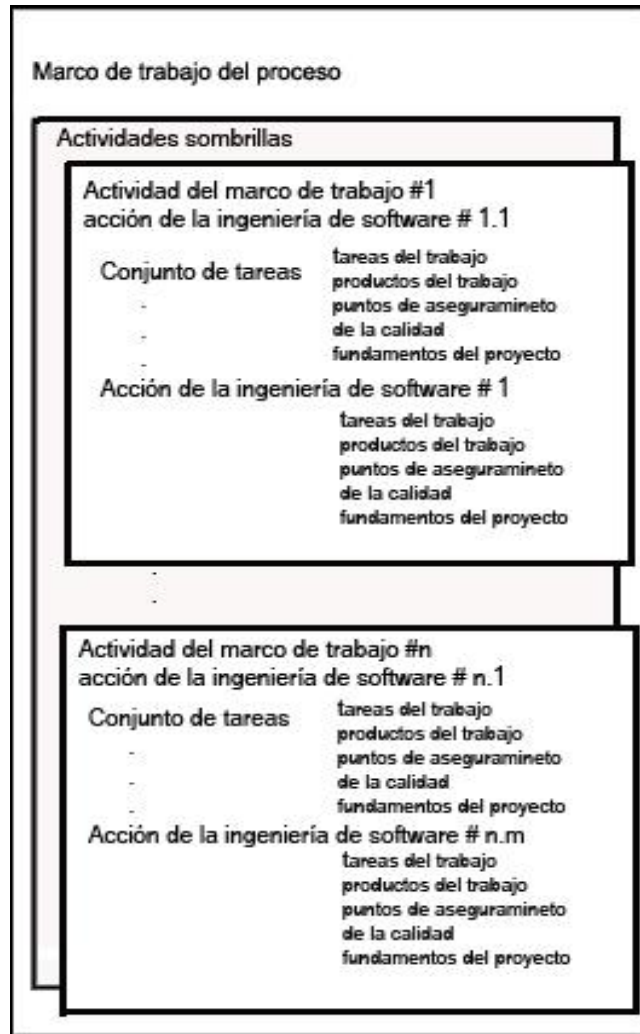 Marco de trabajo del proceso
Actividades sombrillas
Actividad del marco de trabajo #1
acción de la ingeniería de software # 1.1
Conjunto de tareas
tareas del trabajo
productos del trabajo
puntos de aseguramineto
de la calidad
fundamentos del proyecto
Acción de la ingeniería de software # 1
tareas del trabajo
productos del trabajo
puntos de aseguramineto
de la calidad
fundamentos del proyecto
Actividad del marco de trabajo #n
acción de la ingeniería de software # n.1
Conjunto de tareas
tareas del trabajo
productos del trabajo
puntos de aseguramineto
de la calidad
fundamentos del proyecto
Acción de la ingeniería de software # n.m
tareas del trabajo
productos del trabajo
puntos de aseguramineto
de la calidad
fundamentos del proyecto